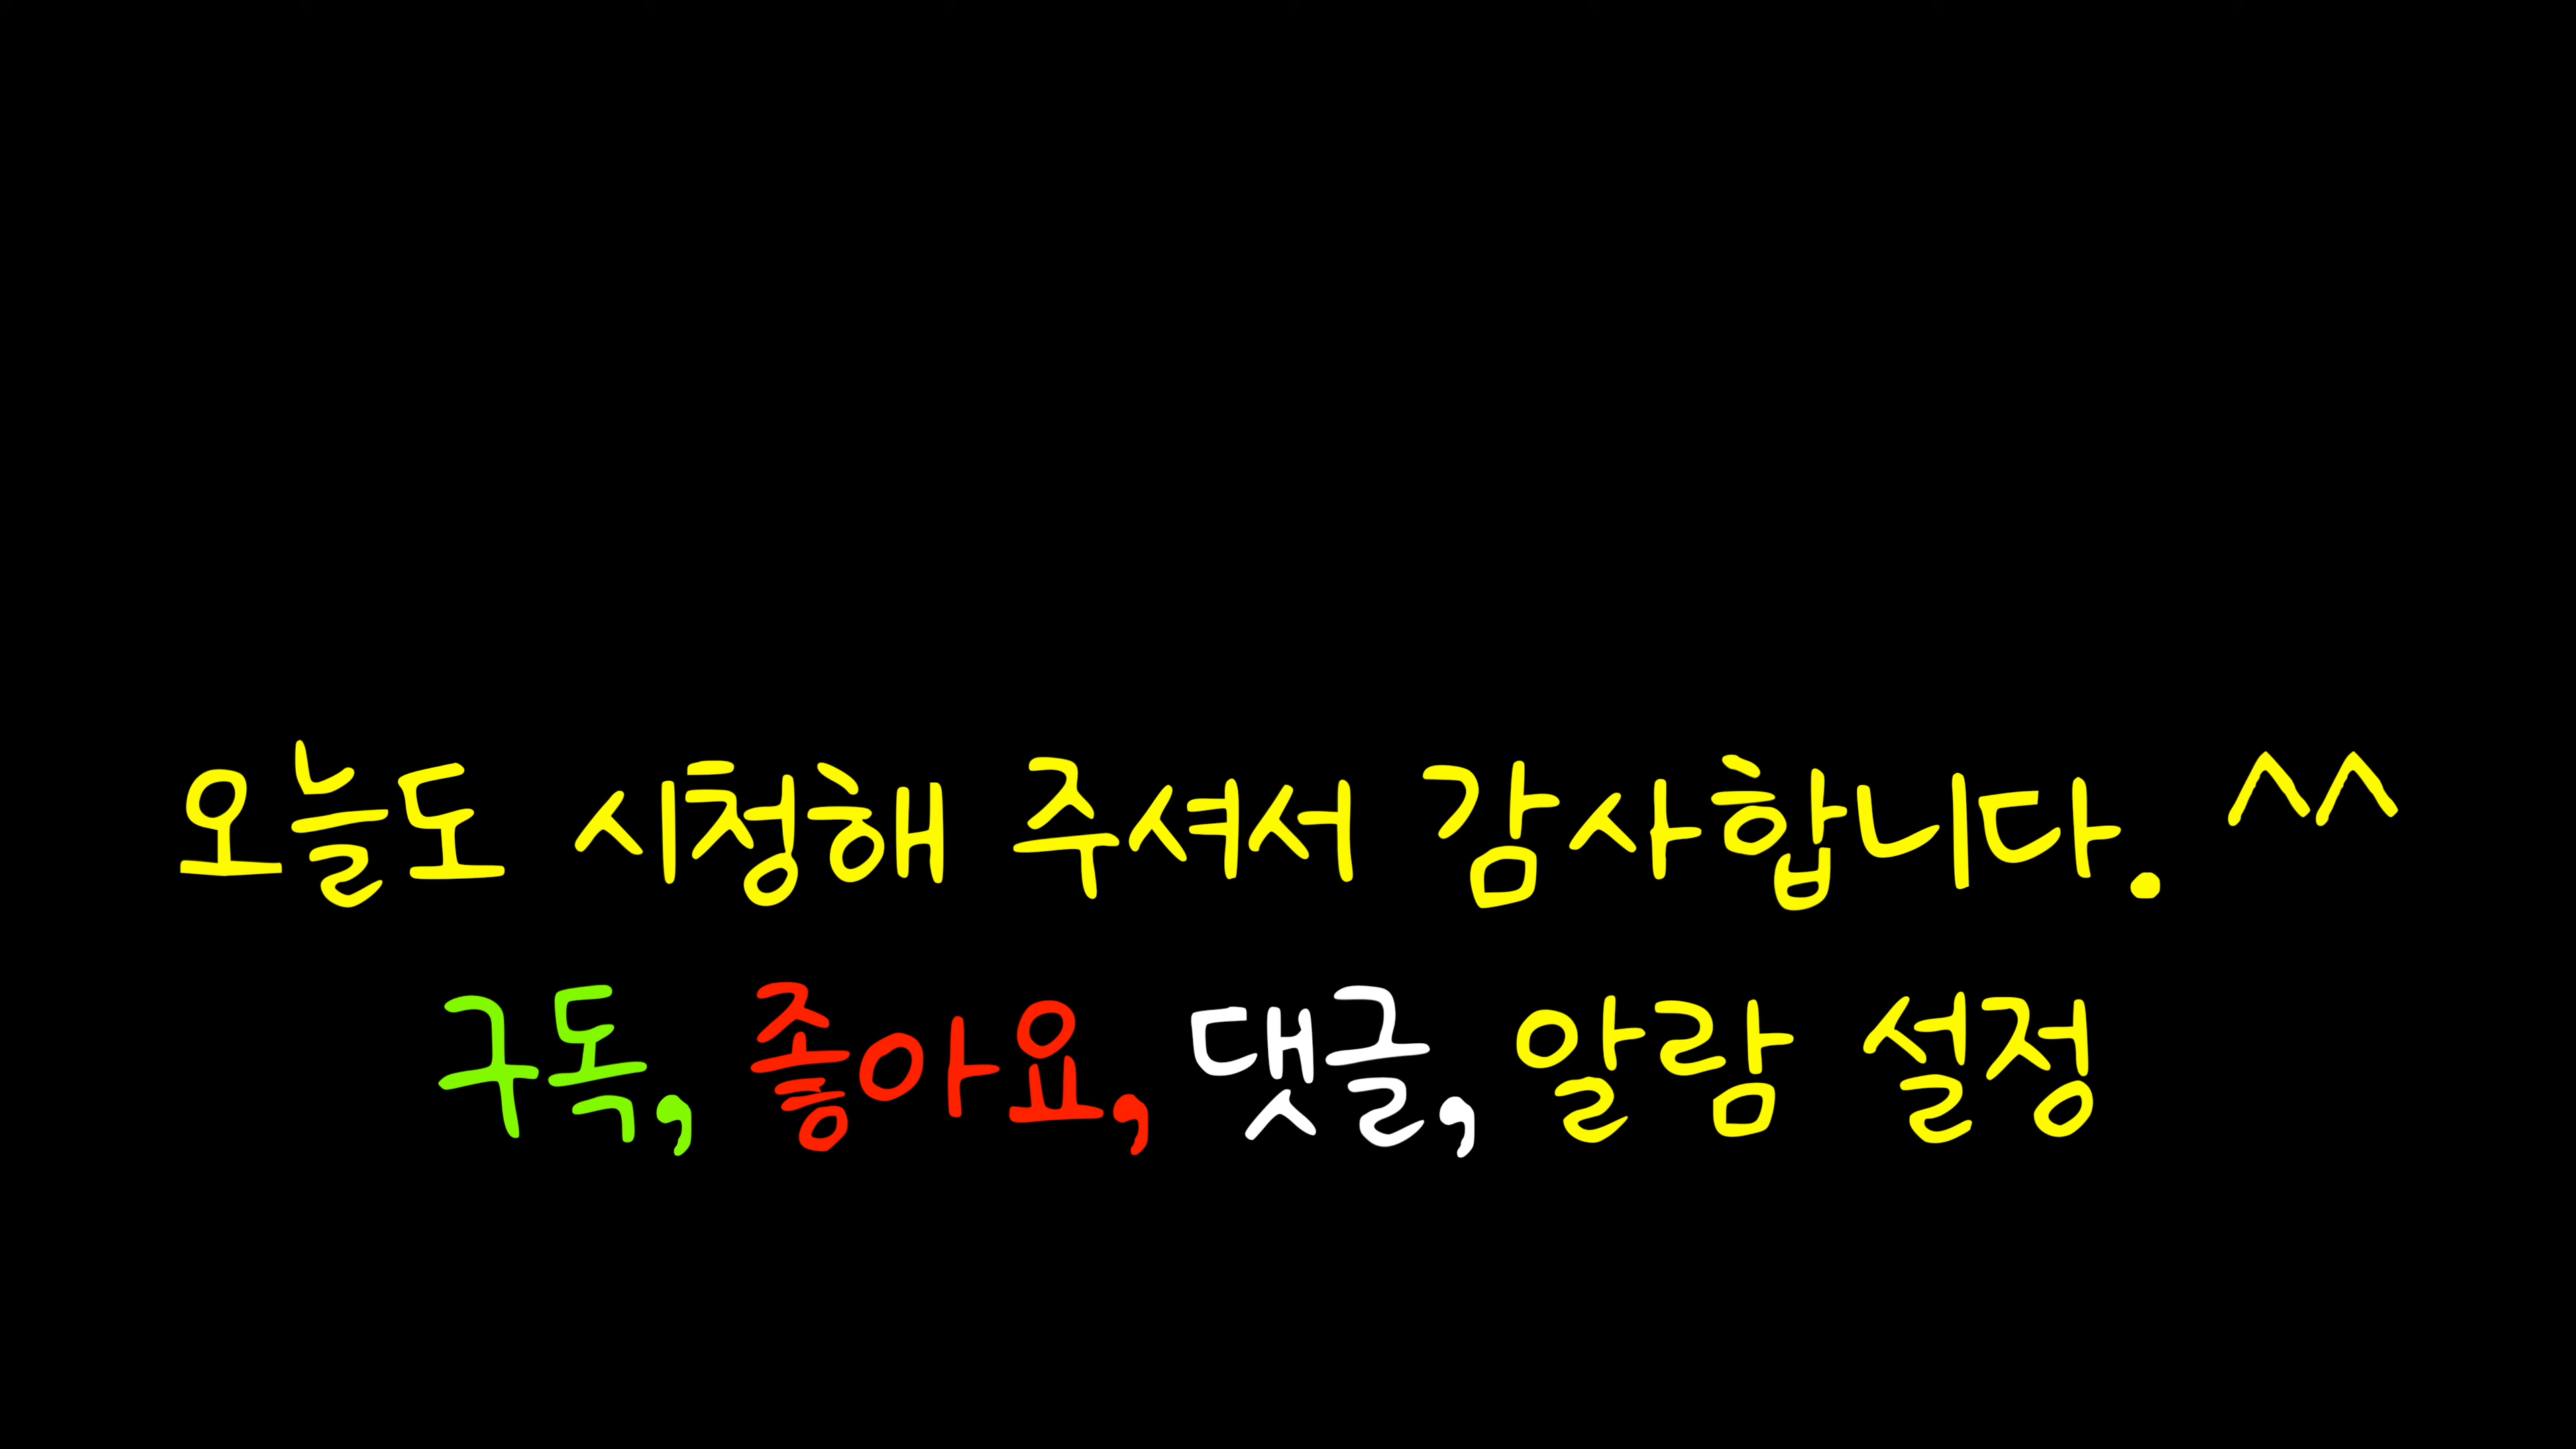 오늘도 시청해 주셔서 감사합니다. ^^
구독, 좋아요, 댓글, 알람 설정